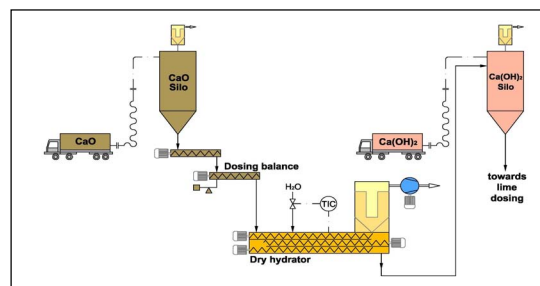 CaO
Silo
CaO
Dosing balance
H₂O
TIC
Dry hydrator
Ca(OH)₂
Silo
Ca(OH)₂
towards
lime
dosing